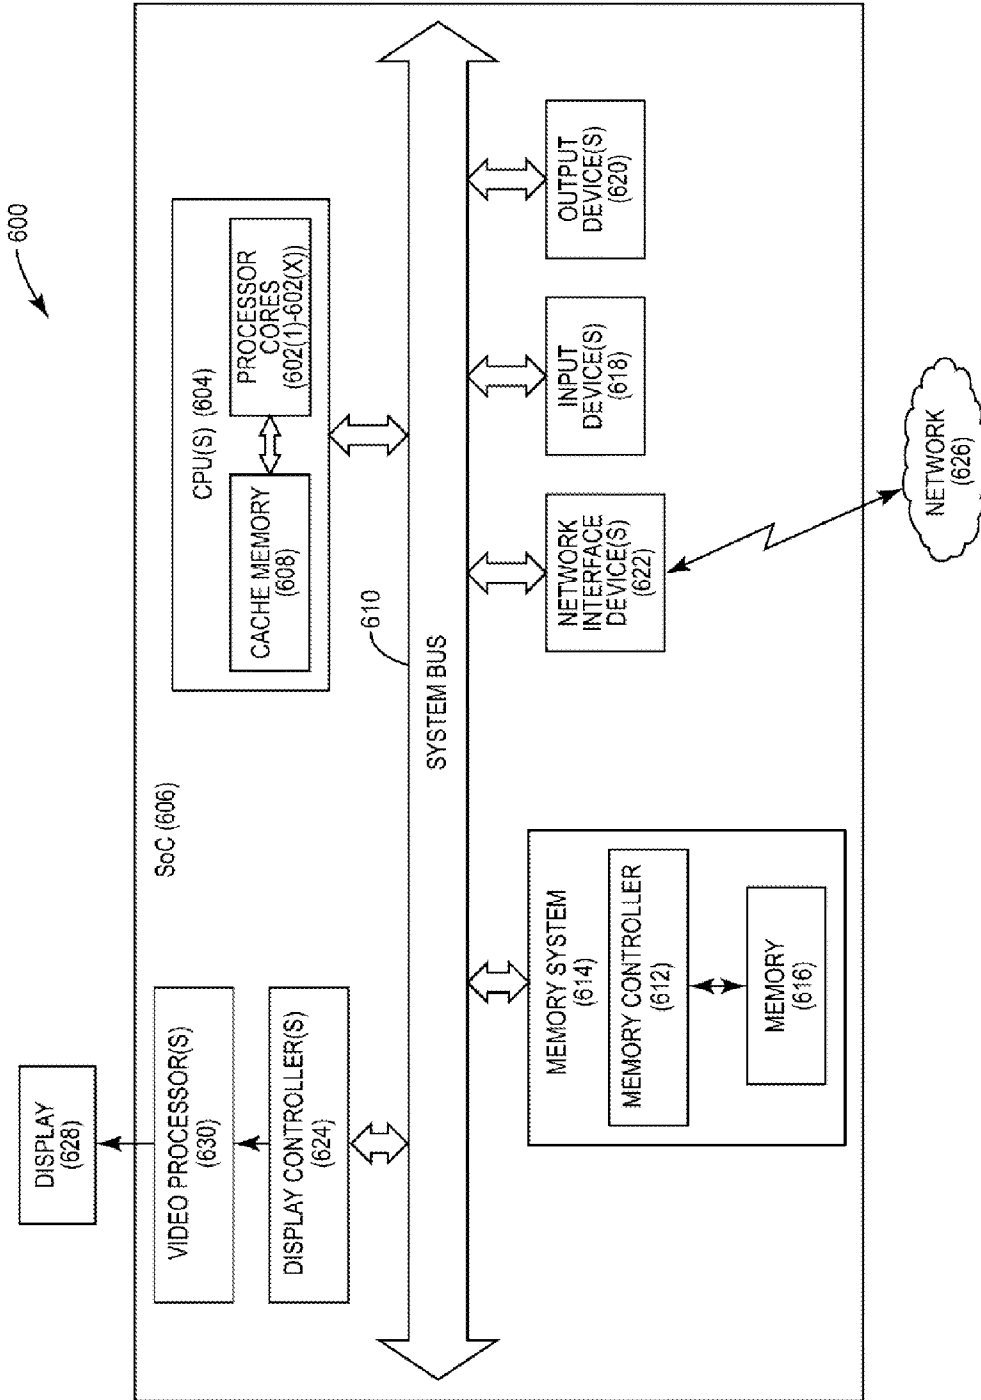 600
DISPLAY
(628)
VIDEO PROCESSOR(S)
(630)
DISPLAY CONTROLLER(S)
(624)
SoC (606)
CPU(S) (604)
CACHE MEMORY
(608)
PROCESSOR
CORES
(602(1)-602(X))
610
SYSTEM BUS
MEMORY SYSTEM
(614)
MEMORY CONTROLLER
(612)
MEMORY
(616)
NETWORK
INTERFACE
DEVICE(S)
(622)
INPUT
DEVICE(S)
(618)
OUTPUT
DEVICE(S)
(620)
NETWORK
(626)